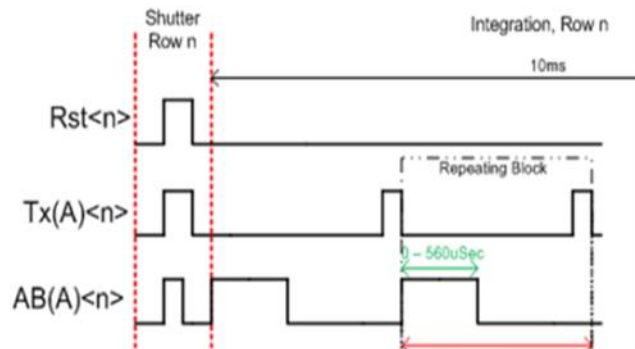 Shutter
Row n
Integration, Row n
10ms
Rst<n>
Repeating Block
Tx(A)<n>
0 – 560uSec
AB(A)<n>